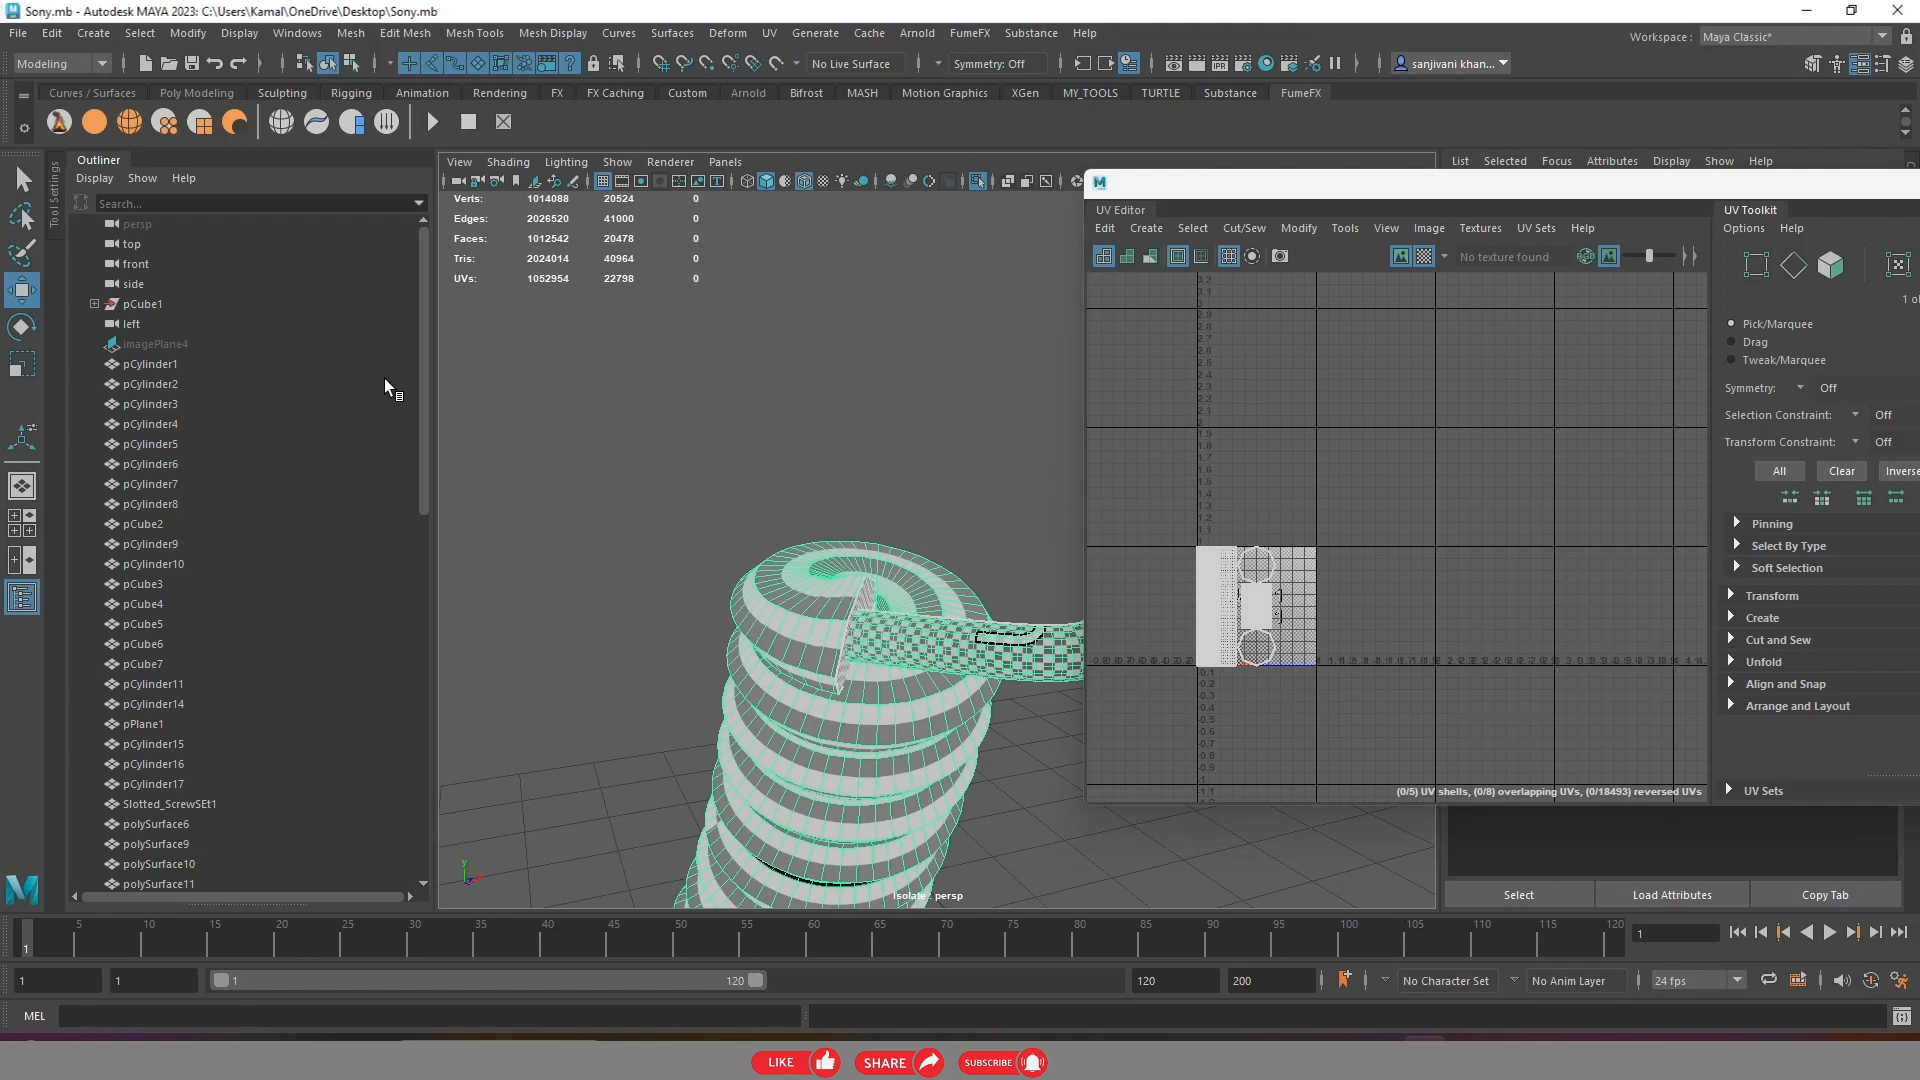 Sony.mb - Autodesk MAYA 2023: C:\Users\Kamal\OneDrive\Desktop\Sony.mb
File Edit Create Select Modify Display Windows Mesh Edit Mesh Mesh Tools Mesh Display Curves Surfaces Deform UV Generate Cache Arnold FumeFX Substance Help
Workspace : Maya Classic*
Modeling No Live Surface Symmetry: Off sanjivani khan...
Curves / Surfaces Poly Modeling Sculpting Rigging Animation Rendering FX FX Caching Custom Arnold Bifrost MASH Motion Graphics XGen MY_TOOLS TURTLE Substance FumeFX
Tool Settings
Outliner
Display Show Help
Search...
persp
top
front
side
pCube1
left
imagePlane4
pCylinder1
pCylinder2
pCylinder3
pCylinder4
pCylinder5
pCylinder6
pCylinder7
pCylinder8
pCube2
pCylinder9
pCylinder10
pCube3
pCube4
pCube5
pCube6
pCube7
pCylinder11
pCylinder14
pPlane1
pCylinder15
pCylinder16
pCylinder17
Slotted_ScrewSEt1
polySurface6
polySurface9
polySurface10
polySurface11
View Shading Lighting Show Renderer Panels
Verts: 1014088 20524 0
Edges: 2026520 41000 0
Faces: 1012542 20478 0
Tris: 2024014 40964 0
UVs: 1052954 22798 0
Isolate : persp
List Selected Focus Attributes Display Show Help
UV Editor
Edit Create Select Cut/Sew Modify Tools View Image Textures UV Sets Help
No texture found
(0/5) UV shells, (0/8) overlapping UVs, (0/18493) reversed UVs
UV Toolkit
Options Help
Pick/Marquee
Drag
Tweak/Marquee
Symmetry: Off
Selection Constraint: Off
Transform Constraint: Off
All Clear Inverse
Pinning
Select By Type
Soft Selection
Transform
Create
Cut and Sew
Unfold
Align and Snap
Arrange and Layout
UV Sets
Select Load Attributes Copy Tab
1 5 10 15 20 25 30 35 40 45 50 55 60 65 70 75 80 85 90 95 100 105 110 115 120 1
1 1 1 120 120 200 No Character Set No Anim Layer 24 fps
MEL
LIKE SHARE SUBSCRIBE